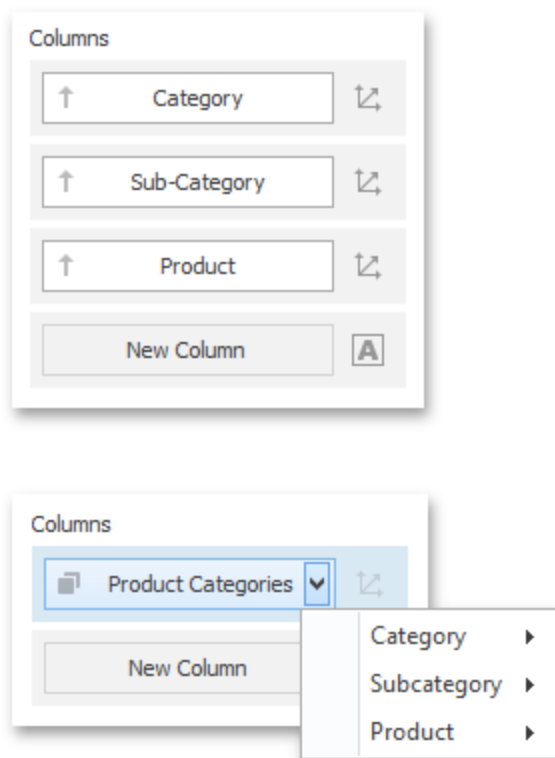 Columns
Category
Sub-Category
Product
New Column
A
Columns
Product Categories
New Column
Category
Subcategory
Product